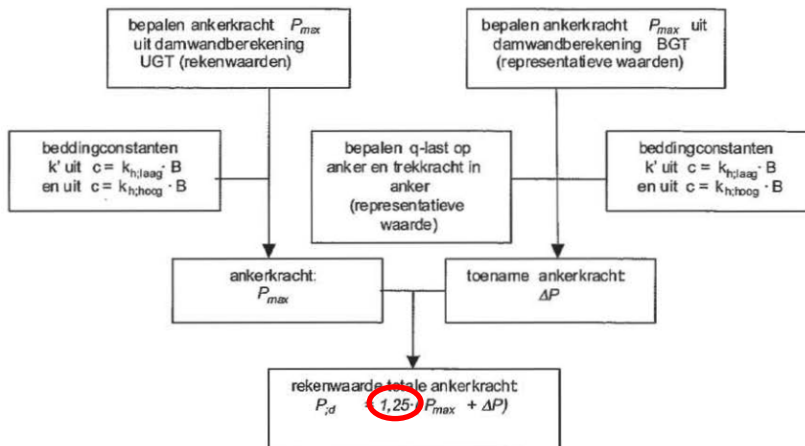 bepalen ankerkracht P_max
uit damwandberekening
UGT (rekenwaarden)
bepalen ankerkracht P_max uit
damwandberekening BGT
(representatieve waarden)
beddingconstanten
k' uit c = k_h;laag · B
en uit c = k_h;hoog · B
bepalen q-last op
anker en trekkracht in
anker
(representatieve
waarde)
beddingconstanten
k' uit c = k_h;laag · B
en uit c = k_h;hoog · B
ankerkracht:
P_max
toename ankerkracht:
ΔP
rekenwaarde totale ankerkracht:
P_;d = 1,25·(P_max + ΔP)